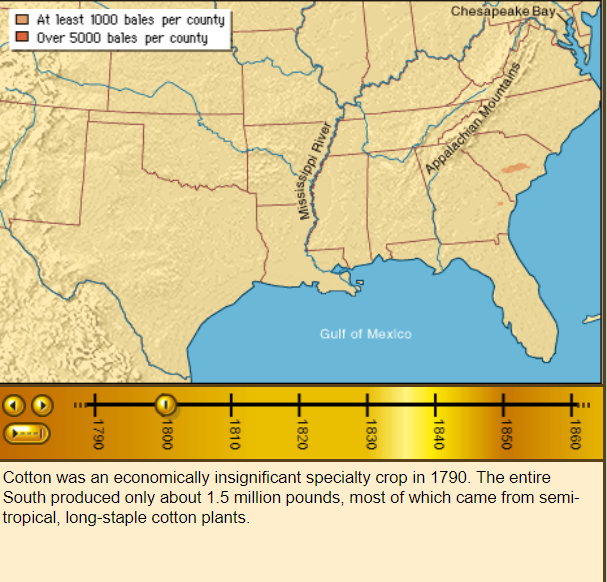 At least 1000 bales per county
Over 5000 bales per county
Chesapeake Bay
Appalachian Mountains
Mississippi River
Gulf of Mexico
1790
1800
1810
1820
1830
1840
1850
1860
Cotton was an economically insignificant specialty crop in 1790. The entire
South produced only about 1.5 million pounds, most of which came from semi-
tropical, long-staple cotton plants.